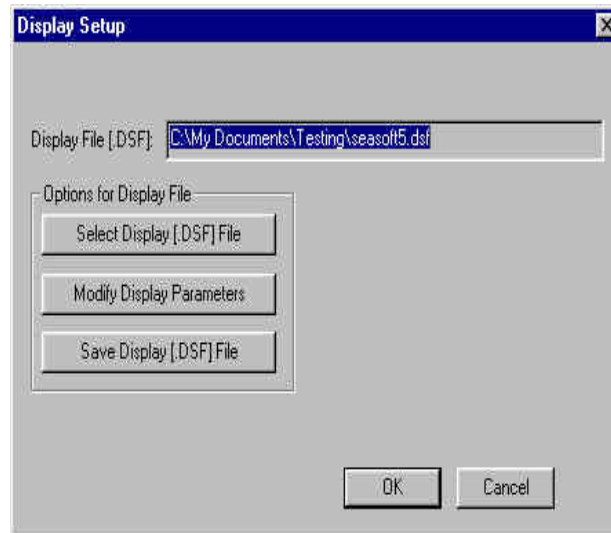 Display Setup
Display File [.DSF]: C:\My Documents\Testing\seasoft5.dsf
Options for Display File
Select Display [.DSF] File
Modify Display Parameters
Save Display [.DSF] File
OK Cancel